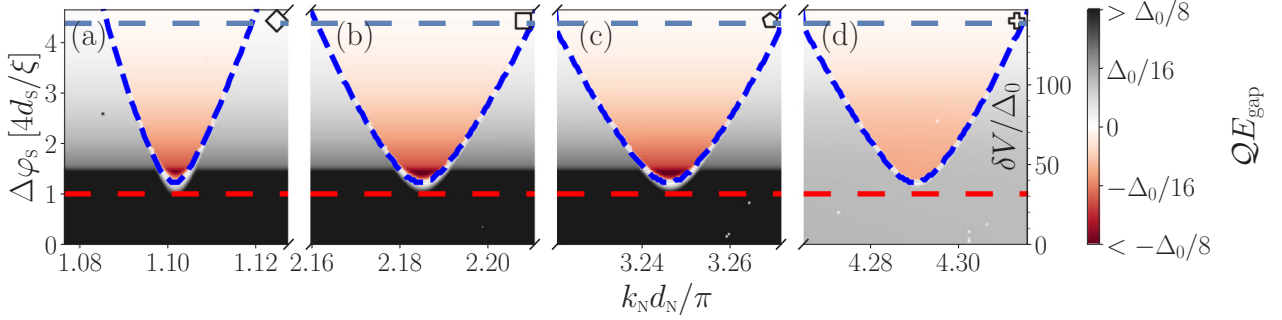 (a) (b) (c) (d)
Δφ_S [4d_S/ξ]
4
3
2
1
0
1.08 1.10 1.12
2.16 2.18 2.20
3.24 3.26
4.28 4.30
k_N d_N/π
δV/Δ_0
100
50
0
> Δ_0/8
Δ_0/16
0
−Δ_0/16
< −Δ_0/8
𝒬E_gap